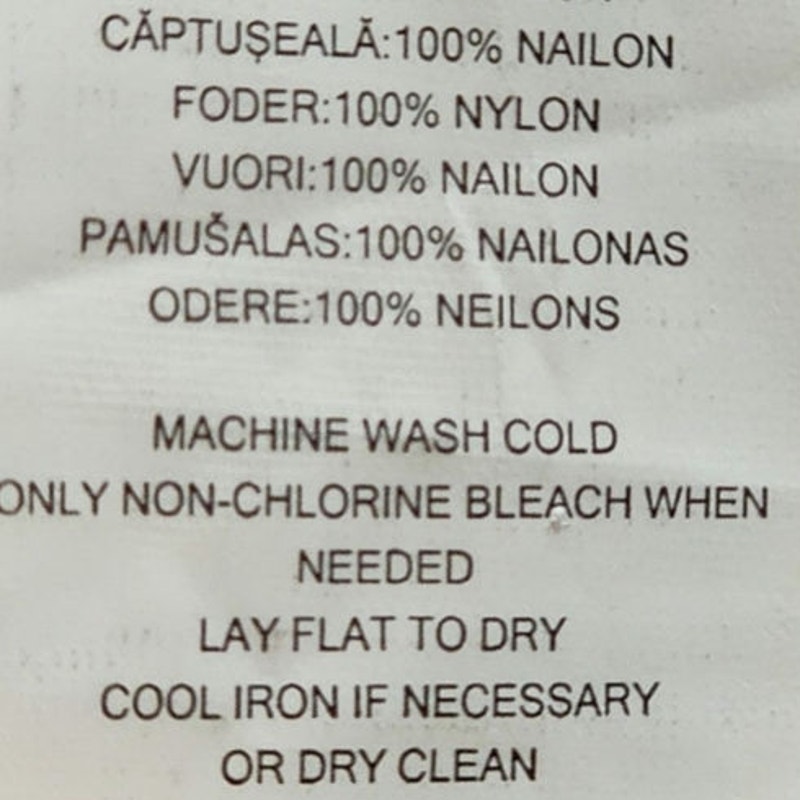 CĂPTUȘEALĂ:100% NAILON
FODER:100% NYLON
VUORI:100% NAILON
PAMUŠALAS:100% NAILONAS
ODERE:100% NEILONS
MACHINE WASH COLD
ONLY NON-CHLORINE BLEACH WHEN
NEEDED
LAY FLAT TO DRY
COOL IRON IF NECESSARY
OR DRY CLEAN